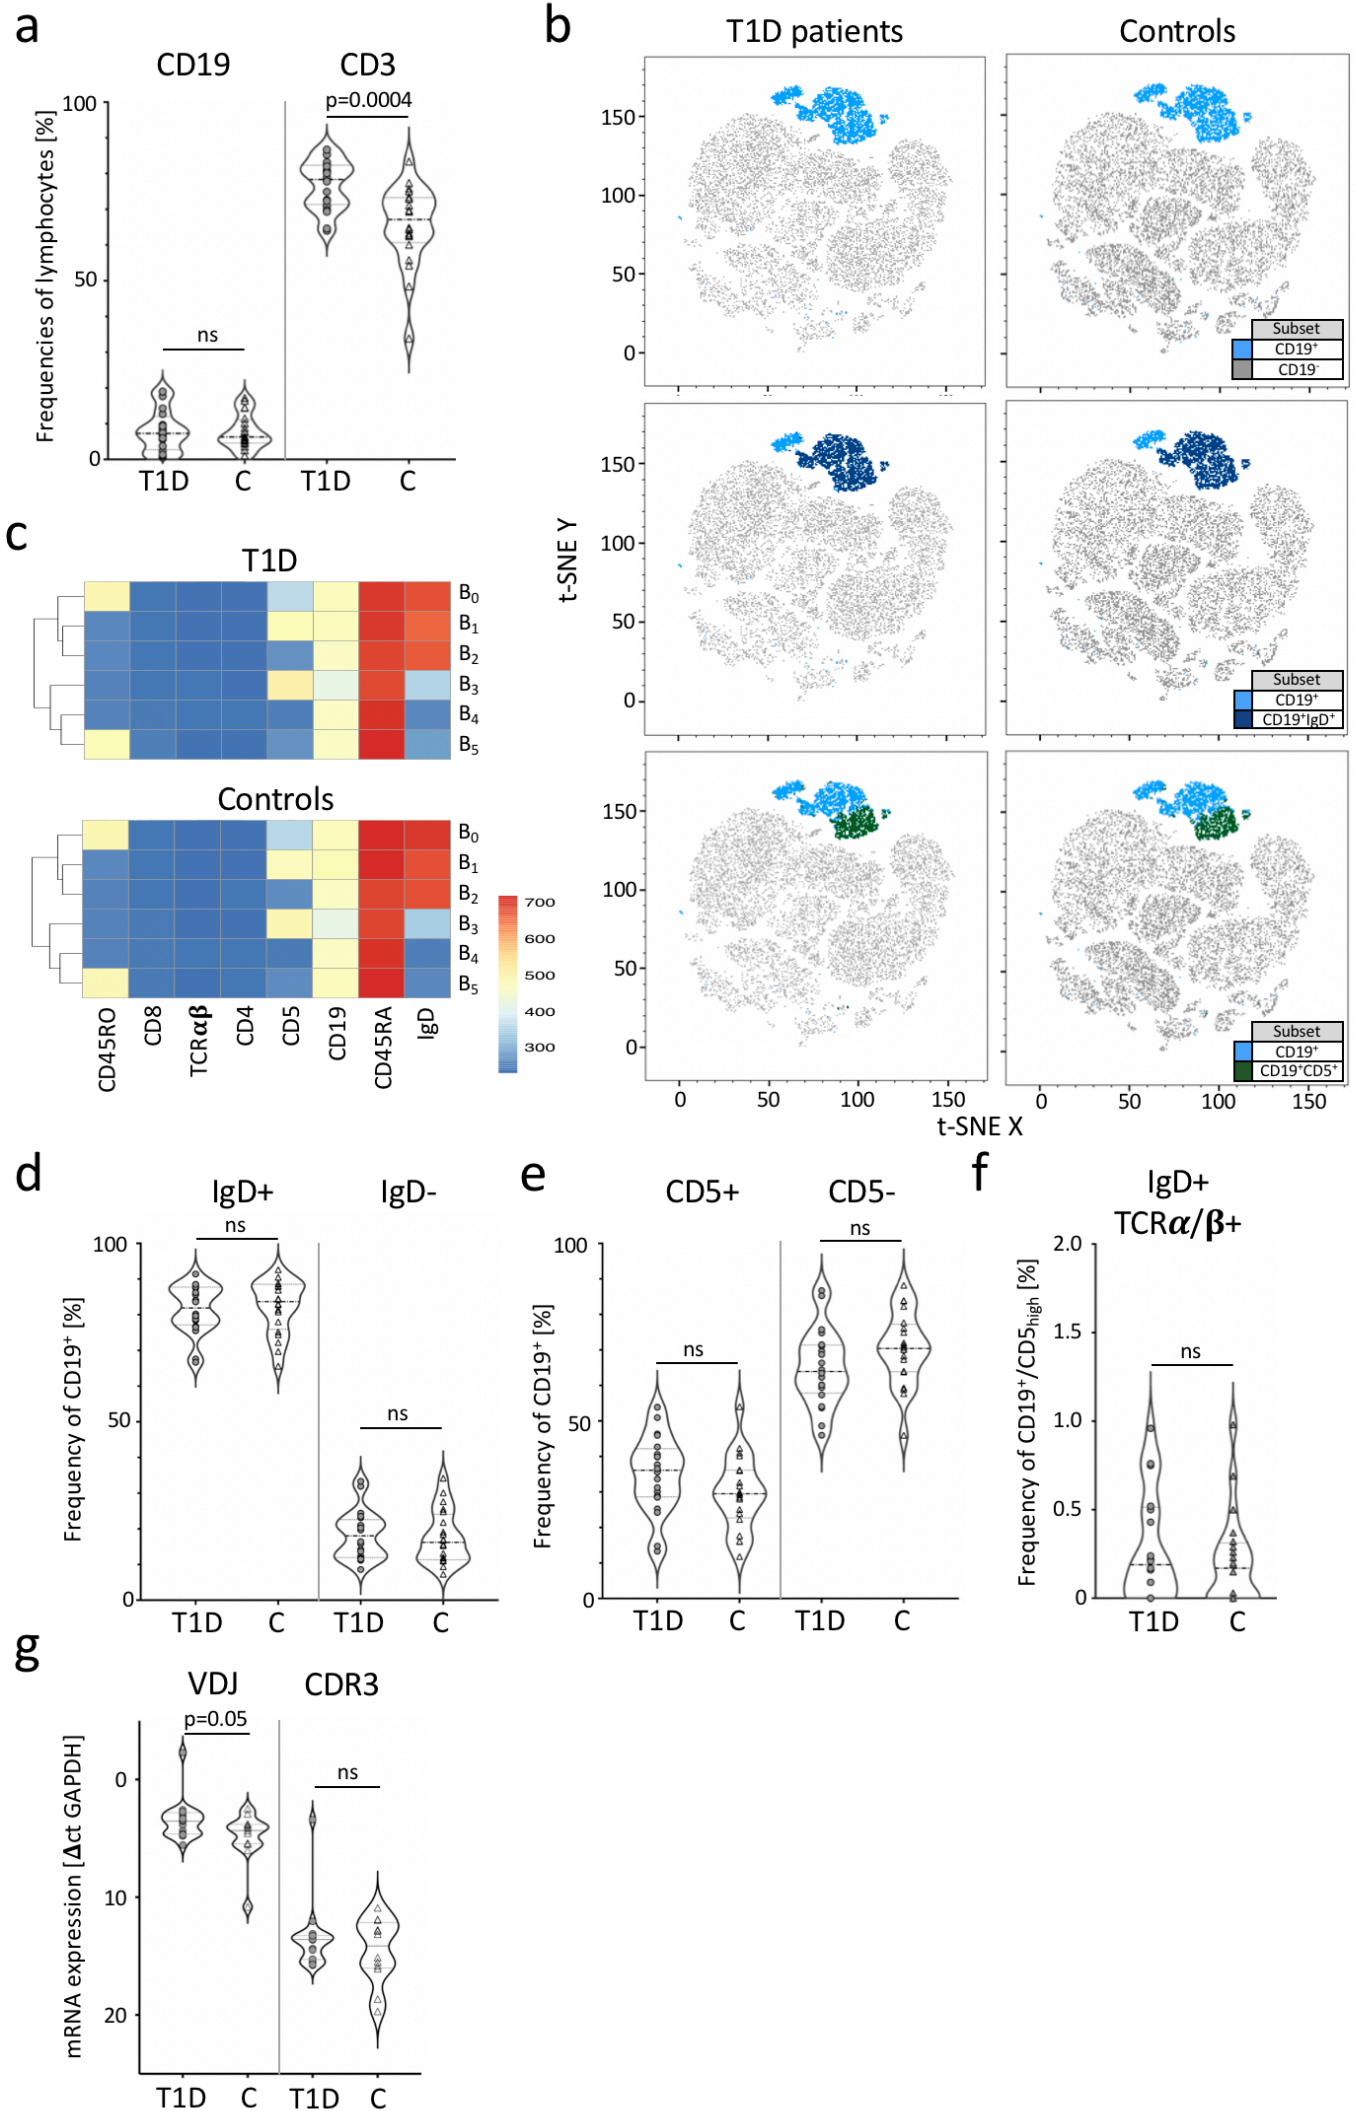 a
CD19
CD3
p=0.0004
ns
Frequencies of lymphocytes [%]
100
50
0
T1D
C
T1D
C
b
T1D patients
Controls
t-SNE Y
150
100
50
0
Subset
CD19+
CD19-
150
100
50
0
Subset
CD19+
CD19+IgD+
150
100
50
0
Subset
CD19+
CD19+CD5+
0
50
100
150
0
50
100
150
t-SNE X
c
T1D
B0
B1
B2
B3
B4
B5
Controls
B0
B1
B2
B3
B4
B5
CD45RO
CD8
TCRαβ
CD4
CD5
CD19
CD45RA
IgD
700
600
500
400
300
d
IgD+
IgD-
ns
ns
Frequency of CD19+ [%]
100
50
0
T1D
C
T1D
C
e
CD5+
CD5-
ns
ns
Frequency of CD19+ [%]
100
50
0
T1D
C
T1D
C
f
IgD+
TCRα/β+
ns
Frequency of CD19+/CD5high [%]
2.0
1.5
1.0
0.5
0
T1D
C
g
VDJ
CDR3
p=0.05
ns
mRNA expression [Δct GAPDH]
0
10
20
T1D
C
T1D
C